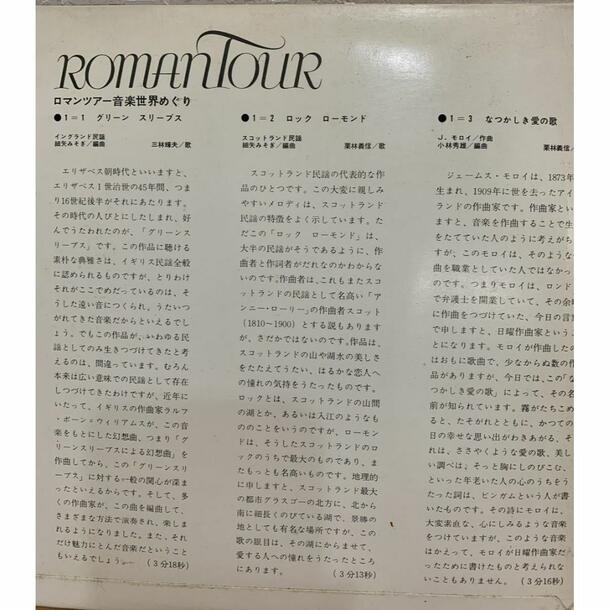 ROMANTOUR
ロマンツアー音楽世界めぐり
●1=1 グリーン スリーブス
イングランド民謡
細矢みそぎ／編曲 三林輝夫／歌
エリザベス朝時代といいますと、
エリザベス1世治世の45年間、つま
り16世紀後半がそれにあたります。
その時代の人びとにしたしまれ、好
んでうたわれたのが、「グリーンス
リーブス」です。この作品に聴ける
素朴な典雅さは、イギリス民謡全般
に認められるものですが、とりわけ
それがここでめだっているのは、そ
うした遠い昔につくられ、うたいつ
がれてきた音楽だからといえるでし
ょう。でもこの作品が、いわゆる民
謡としてのみ生きつづけてきたと考
えるのは、間違っています。むろん
本来は広い意味での民謡として存在
しつづけてきたわけですが、近年に
いたって、イギリスの作曲家ラルフ
・ボーン＝ウィリアムスが、この音
楽をもとにした幻想曲、つまり「グ
リーンスリーブスによる幻想曲」を
作曲してから、この「グリーンスリ
ーブス」に対する一般の関心が深ま
ったといえるからです。そして、多
くの作曲家が、この曲を編曲して、
さまざまな方法で演奏され、楽しま
れるようになりました。また、それ
だけ魅力にとんだ音楽だということ
もいえるでしょう。 （3分18秒）
●1=2 ロック ローモンド
スコットランド民謡
細矢みそぎ／編曲 栗林義信／歌
スコットランド民謡の代表的な作
品のひとつです。この大変に親しみ
やすいメロディは、スコットランド
民謡の特徴をよく示しています。た
だこの「ロック ローモンド」は、
大半の民謡がそうであるように、作
曲者と作詞者がだれなのかわからな
いのです。作曲者は、これもまたスコ
ットランドの民謡として名高い「ア
ンニー・ローリー」の作曲者スコット
（1810〜1900）とする説もあります
が、さだかではないのです。作品は、
スコットランドの山や湖水の美しさ
をたたえてうたい、はるかな恋人へ
の憧れの気持をうたったものです。
ロックとは、スコットランドの山間
の湖とか、あるいは入江のようなも
ののことをいうのですが、ローモン
ドは、そうしたスコットランドのロ
ックのうちで最大のものであり、ま
たもっとも名高いものです。地理的
に申しますと、スコットランド最大
の都市グラスゴーの北方に、北から
南に細長くのびている湖で、景勝の
地としても有名な場所ですが、この
歌の眼目は、その湖にからませて、
愛する人への憧れをうたったところ
にあります。 （3分13秒）
●1=3 なつかしき愛の歌
J．モロイ／作曲
小林秀雄／編曲 栗林義信／
ジェームス・モロイは、1873年
生まれ、1909年に世を去ったアイ
ランドの作曲家です。作曲家とい
ますと、音楽を作曲することで生
をたてていた人のように考えがち
すが、このモロイは、そのような
曲を職業としていた人ではなかっ
のです。つまりモロイは、ロンド
で弁護士を開業していて、その余暇
に作曲をつづけていた、今日の言
で申しますと、日曜作曲家という
とになります。モロイが作曲した
はおもに歌曲で、少なからぬ数の作
品がありますが、今日では、この「な
つかしき愛の歌」によって、その名
前が知られています。霧がたちこめ
ると、たそがれとともに、かつての
日の幸せな思い出がわきあがる、そ
れは、ささやくような愛の歌、美し
い調べは、そっと胸にしのびこむ、
といった年老いた人の心のうちをう
たった詞は、ビンガムという人が書
いたものです。その詩にモロイは、
大変素直な、心にしみるような音楽
をつけていますが、このような音楽
はかえって、モロイが日曜作曲家だ
ったために書けたものと考えられな
いこともありません。（3分16秒）